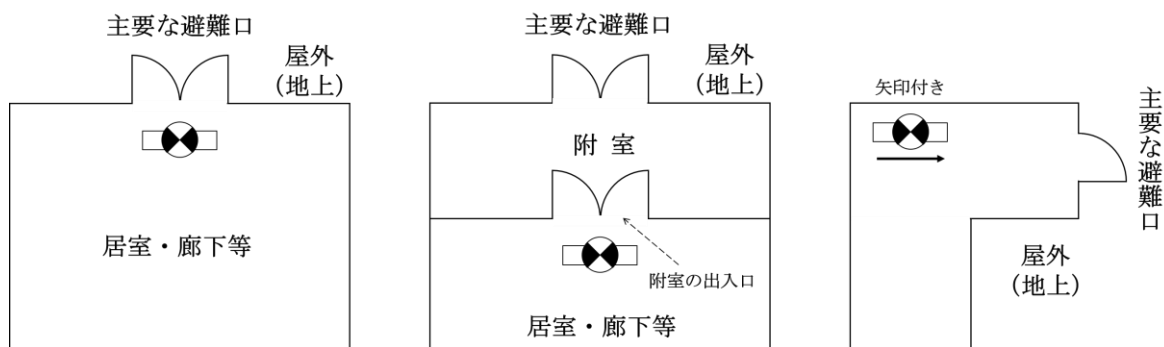 主要な避難口
屋外
(地上)
居室・廊下等
主要な避難口
屋外
(地上)
附 室
附室の出入口
居室・廊下等
矢印付き
主要な避難口
屋外
(地上)